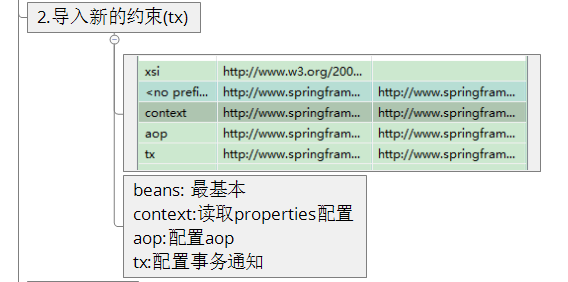 2.导入新的约束(tx)
xsi http://www.w3.org/200...
<no prefi... http://www.springfram... http://www.springfram...
context http://www.springfram... http://www.springfram...
aop http://www.springfram... http://www.springfram...
tx http://www.springfram... http://www.springfram...
beans: 最基本
context:读取properties配置
aop:配置aop
tx:配置事务通知